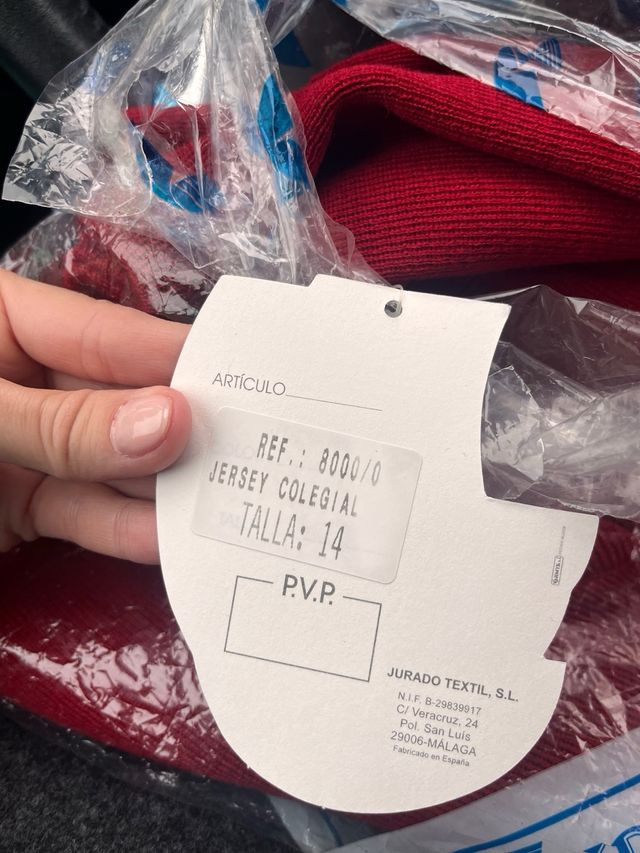 ARTÍCULO
REF.: 8000/0
JERSEY COLEGIAL
TALLA: 14
P.V.P.
JURADO TEXTIL, S.L.
N.I.F. B-29839917
C/ Veracruz, 24
Pol. San Luís
29006-MÁLAGA
Fabricado en España